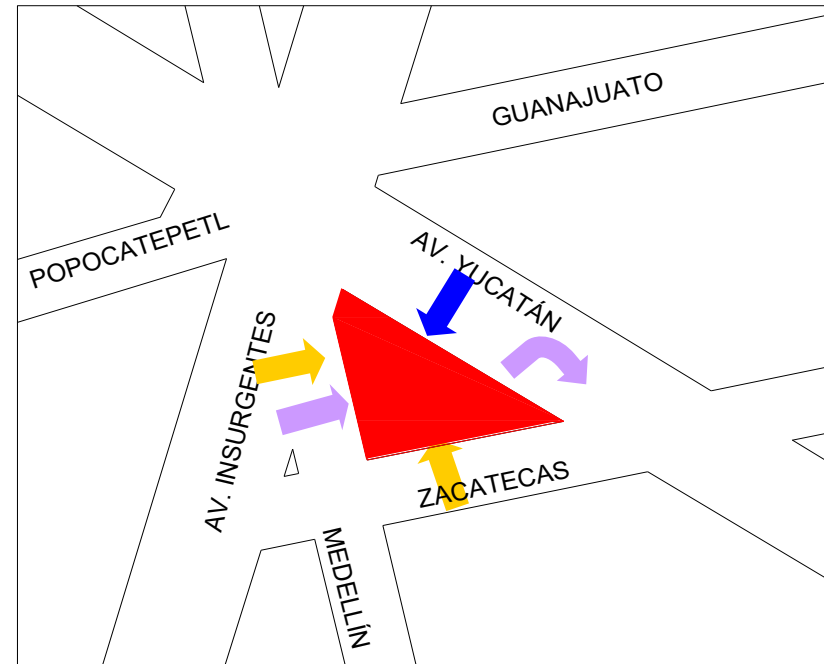 GUANAJUATO
POPOCATEPETL
AV. YUCATÁN
AV. INSURGENTES
ZACATECAS
MEDELLÍN